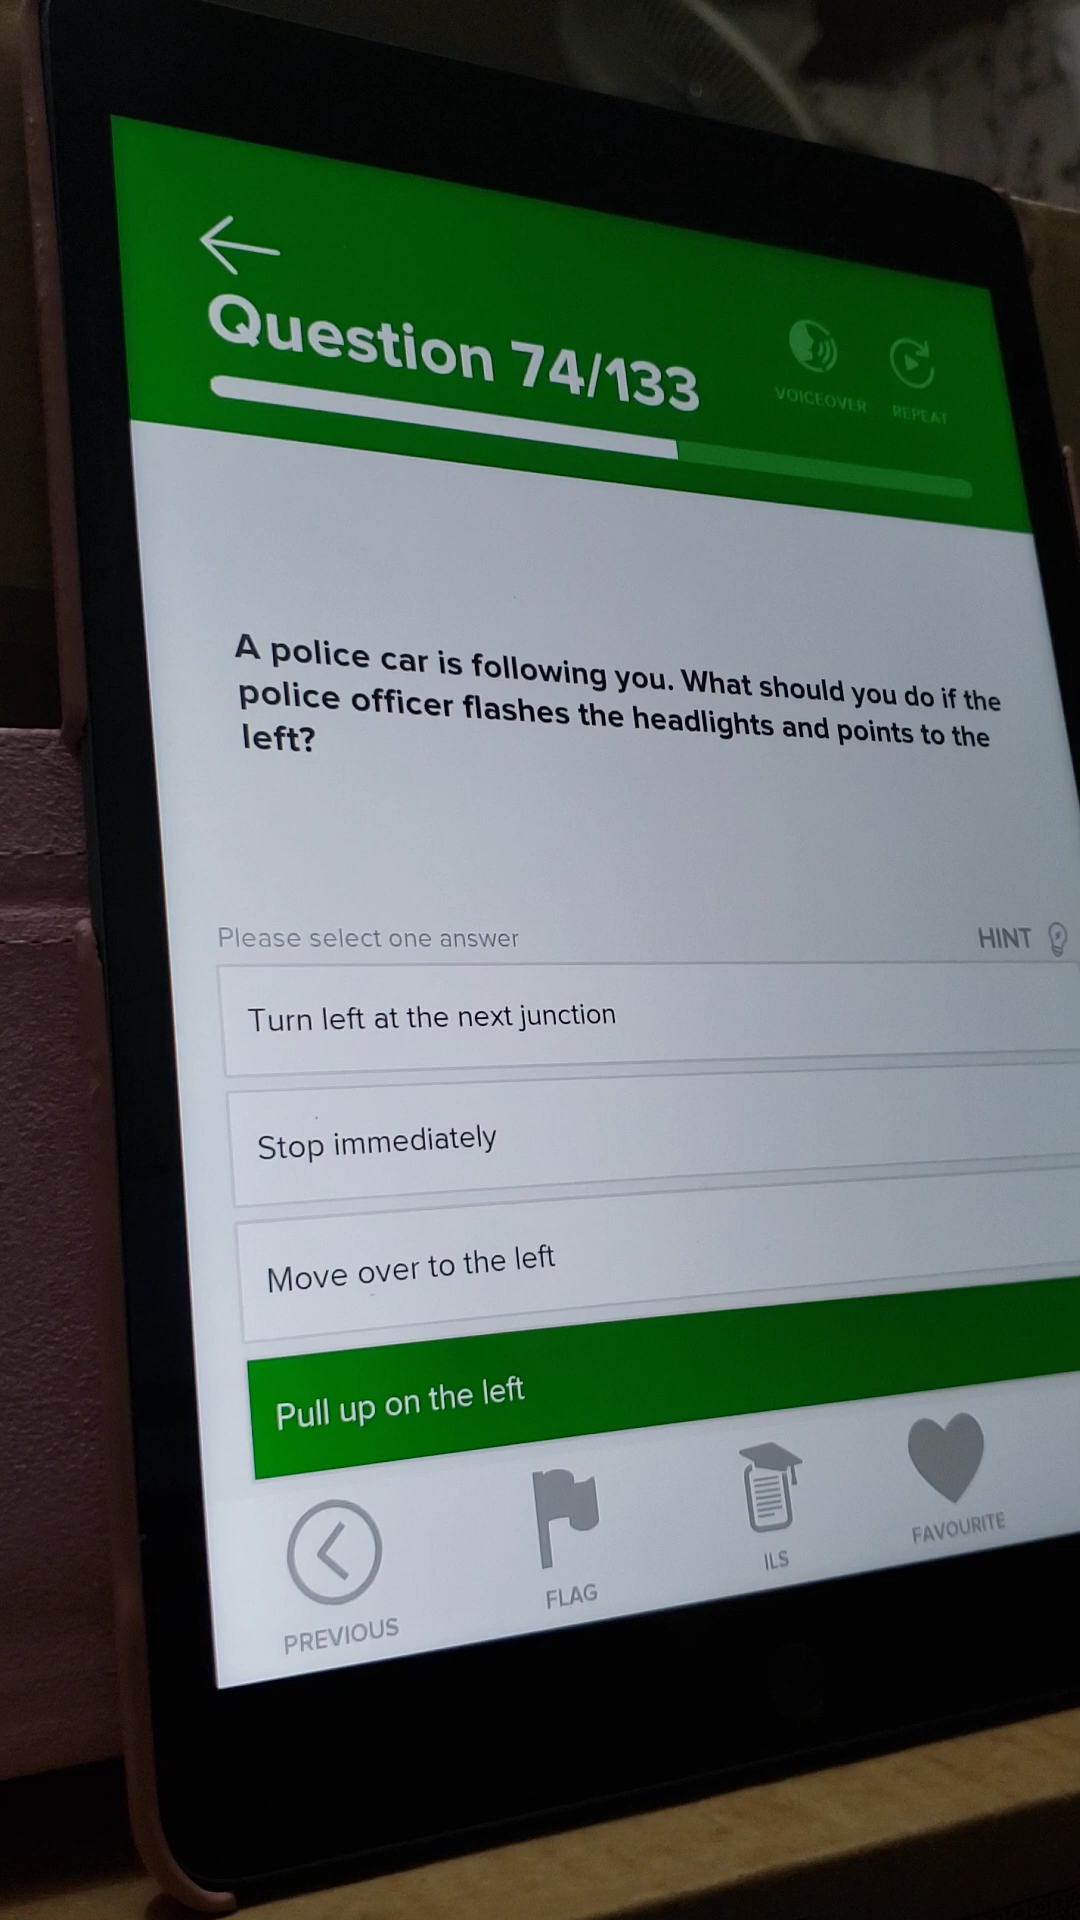 Question 74/133
VOICEOVER
REPEAT
A police car is following you. What should you do if the
police officer flashes the headlights and points to the
left?
Please select one answer
HINT
Turn left at the next junction
Stop immediately
Move over to the left
Pull up on the left
PREVIOUS
FLAG
ILS
FAVOURITE